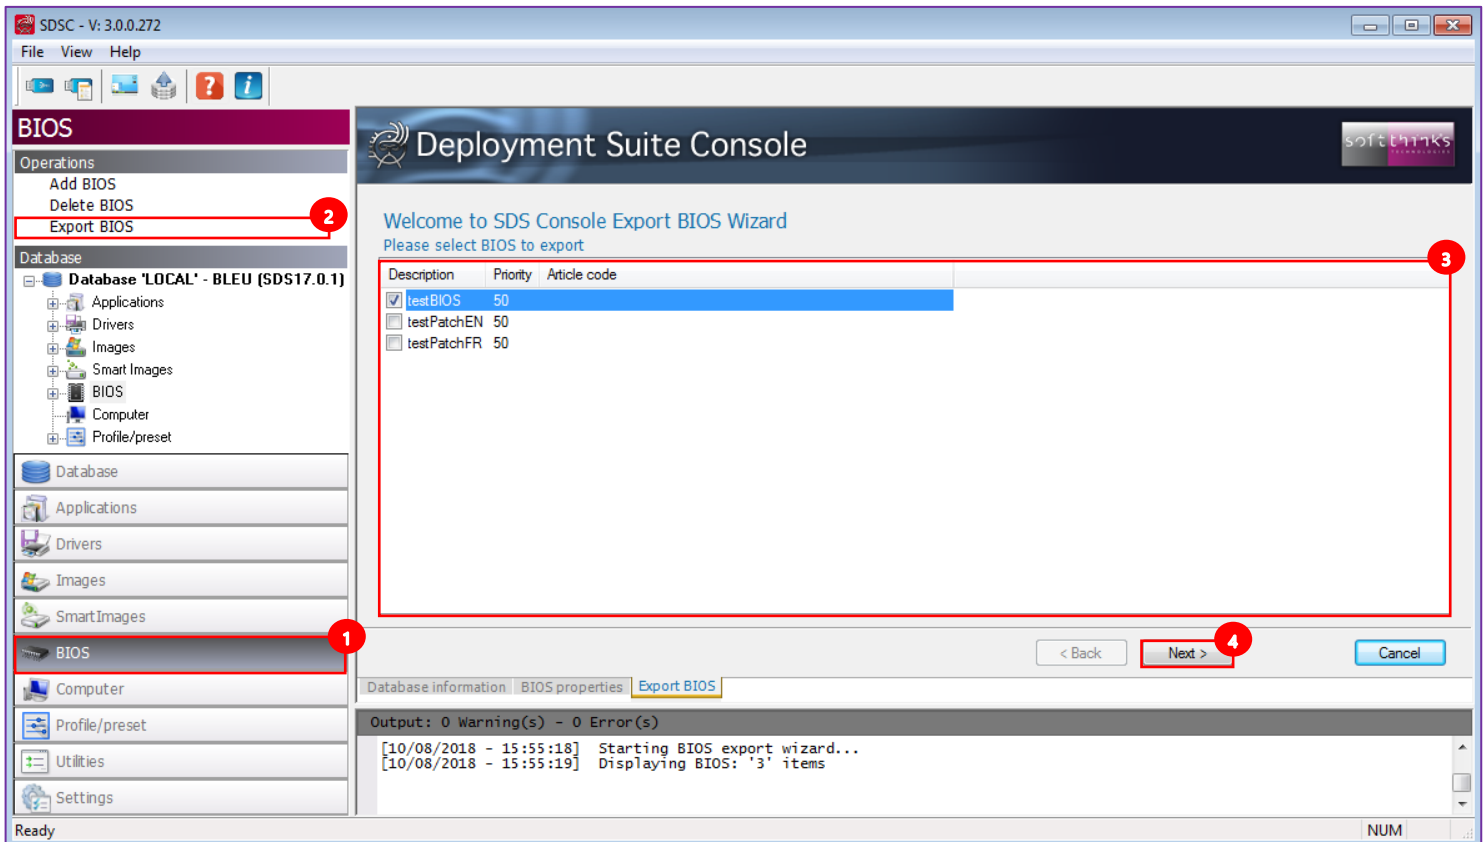 SDSC - V: 3.0.0.272
File View Help
BIOS
Operations
Add BIOS
Delete BIOS
Export BIOS
2
Database
Database 'LOCAL' - BLEU (SDS17.0.1)
Applications
Drivers
Images
Smart Images
BIOS
Computer
Profile/preset
Database
Applications
Drivers
Images
SmartImages
BIOS
1
Computer
Profile/preset
Utilities
Settings
Deployment Suite Console
softthinks
TECHNOLOGIES
Welcome to SDS Console Export BIOS Wizard
Please select BIOS to export
3
Description Priority Article code
testBIOS 50
testPatchEN 50
testPatchFR 50
< Back Next > 4 Cancel
Database information BIOS properties Export BIOS
Output: 0 Warning(s) - 0 Error(s)
[10/08/2018 - 15:55:18] Starting BIOS export wizard...
[10/08/2018 - 15:55:19] Displaying BIOS: '3' items
Ready NUM